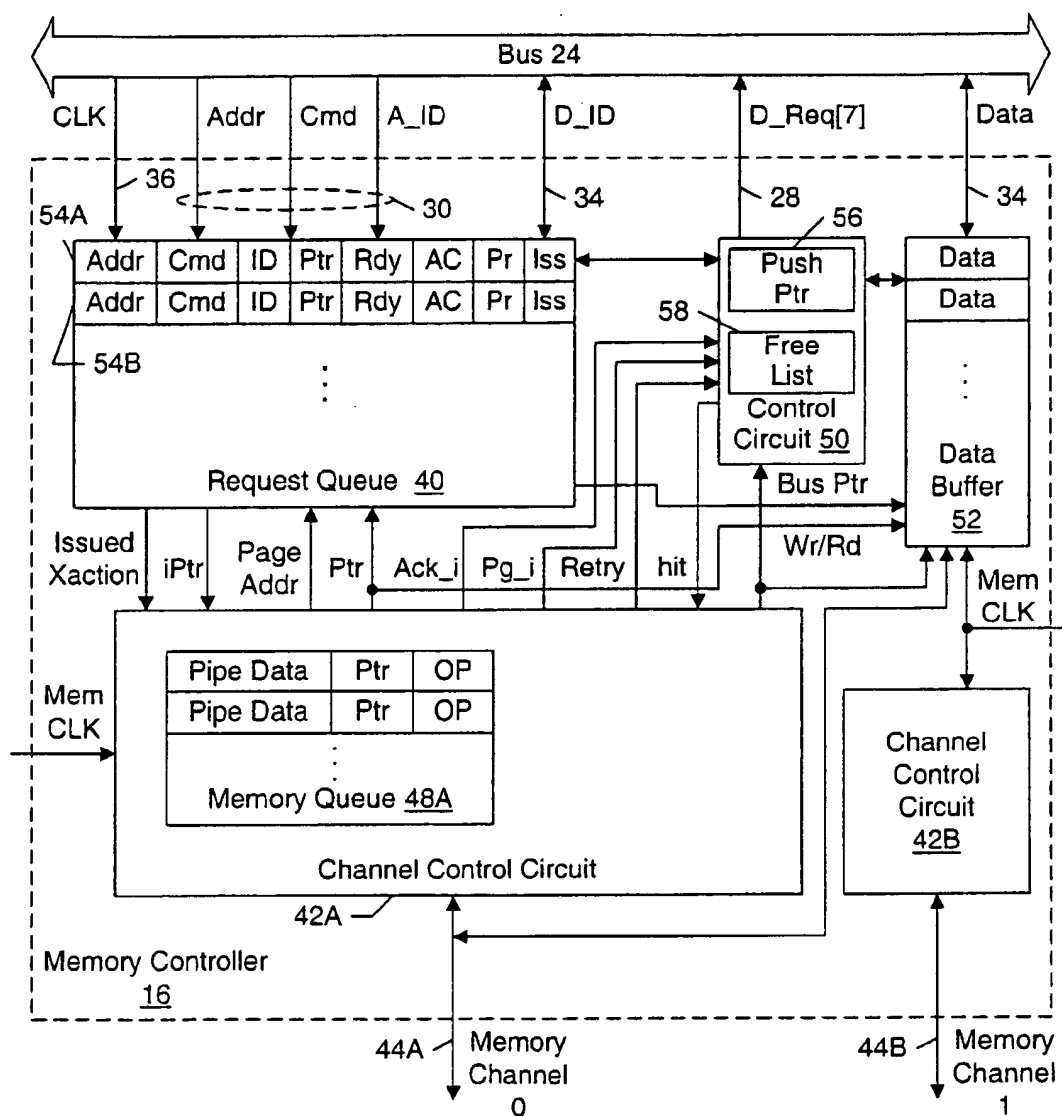 Bus 24
CLK
Addr
Cmd
A_ID
D_ID
D_Req[7]
Data
36
30
34
28
34
54A
56
Addr Cmd ID Ptr Rdy AC Pr Iss
Addr Cmd ID Ptr Rdy AC Pr Iss
54B
Push
Ptr
58
Free
List
Control
Circuit 50
Data
Data
Data
Buffer
52
Request Queue 40
Bus Ptr
Wr/Rd
Issued
Xaction
iPtr
Page
Addr
Ptr
Ack_i
Pg_i
Retry
hit
Mem
CLK
Mem
CLK
Pipe Data Ptr OP
Pipe Data Ptr OP
Memory Queue 48A
Channel Control Circuit
42A
Channel
Control
Circuit
42B
Memory Controller
16
44A
Memory
Channel
0
44B
Memory
Channel
1